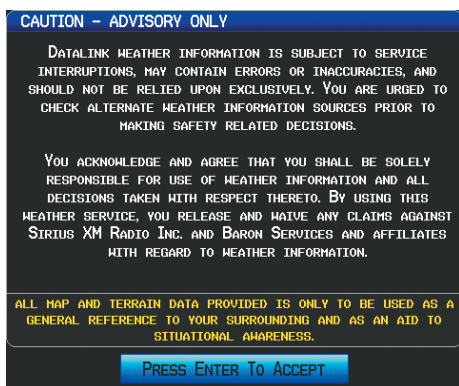 CAUTION – ADVISORY ONLY
DATALINK WEATHER INFORMATION IS SUBJECT TO SERVICE
INTERRUPTIONS, MAY CONTAIN ERRORS OR INACCURACIES, AND
SHOULD NOT BE RELIED UPON EXCLUSIVELY. YOU ARE URGED TO
CHECK ALTERNATE WEATHER INFORMATION SOURCES PRIOR TO
MAKING SAFETY RELATED DECISIONS.
YOU ACKNOWLEDGE AND AGREE THAT YOU SHALL BE SOLELY
RESPONSIBLE FOR USE OF WEATHER INFORMATION AND ALL
DECISIONS TAKEN WITH RESPECT THERETO. BY USING THIS
WEATHER SERVICE, YOU RELEASE AND WAIVE ANY CLAIMS AGAINST
SIRIUS XM RADIO INC. AND BARON SERVICES AND AFFILIATES
WITH REGARD TO WEATHER INFORMATION.
ALL MAP AND TERRAIN DATA PROVIDED IS ONLY TO BE USED AS A
GENERAL REFERENCE TO YOUR SURROUNDING AND AS AN AID TO
SITUATIONAL AWARENESS.
PRESS ENTER TO ACCEPT